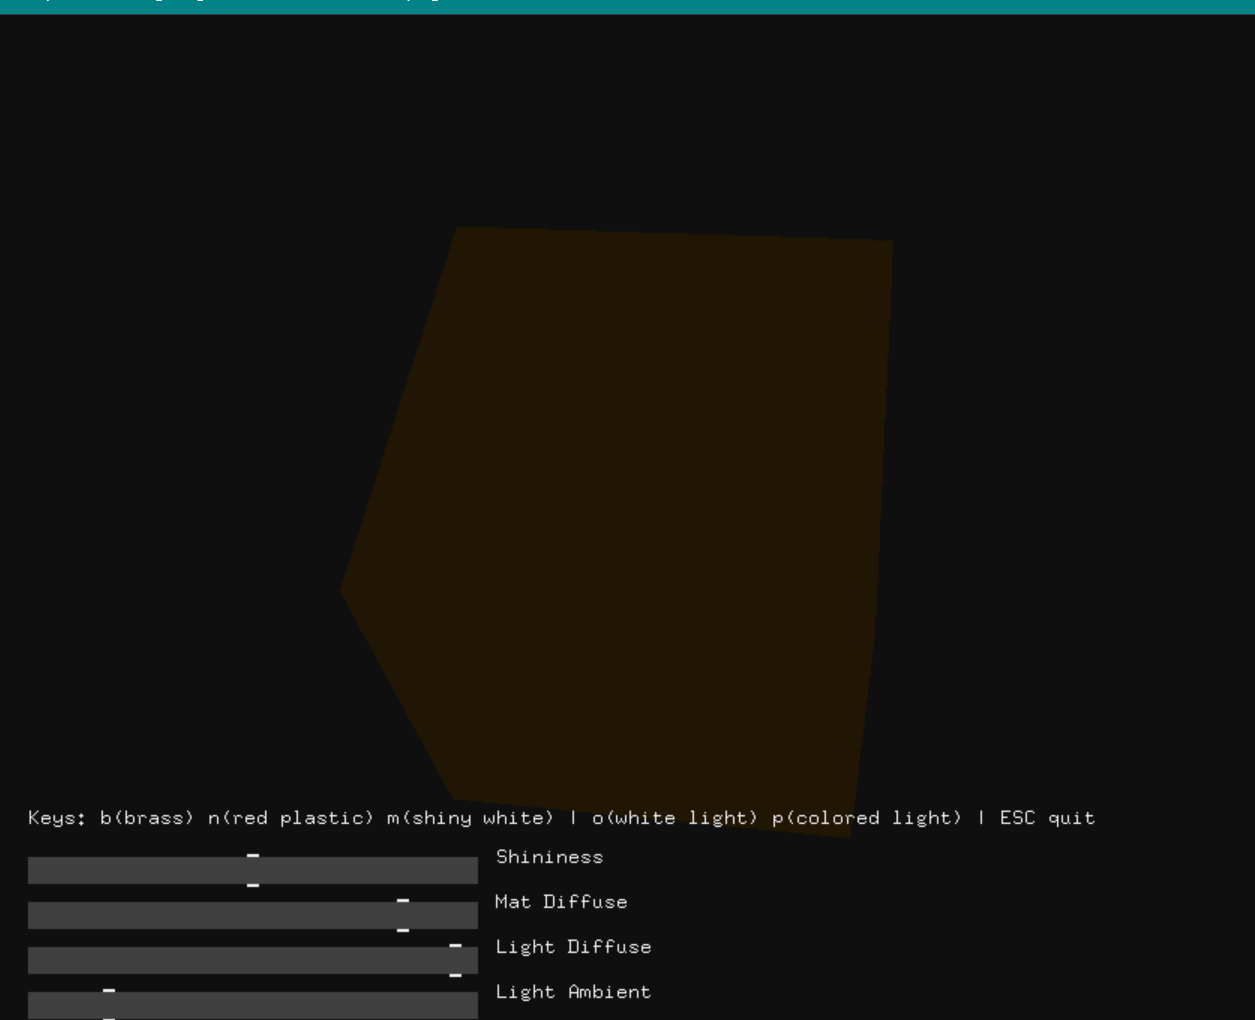 Keys: b(brass) n(red plastic) m(shiny white) | o(white light) p(colored light) | ESC quit
Shininess
Mat Diffuse
Light Diffuse
Light Ambient